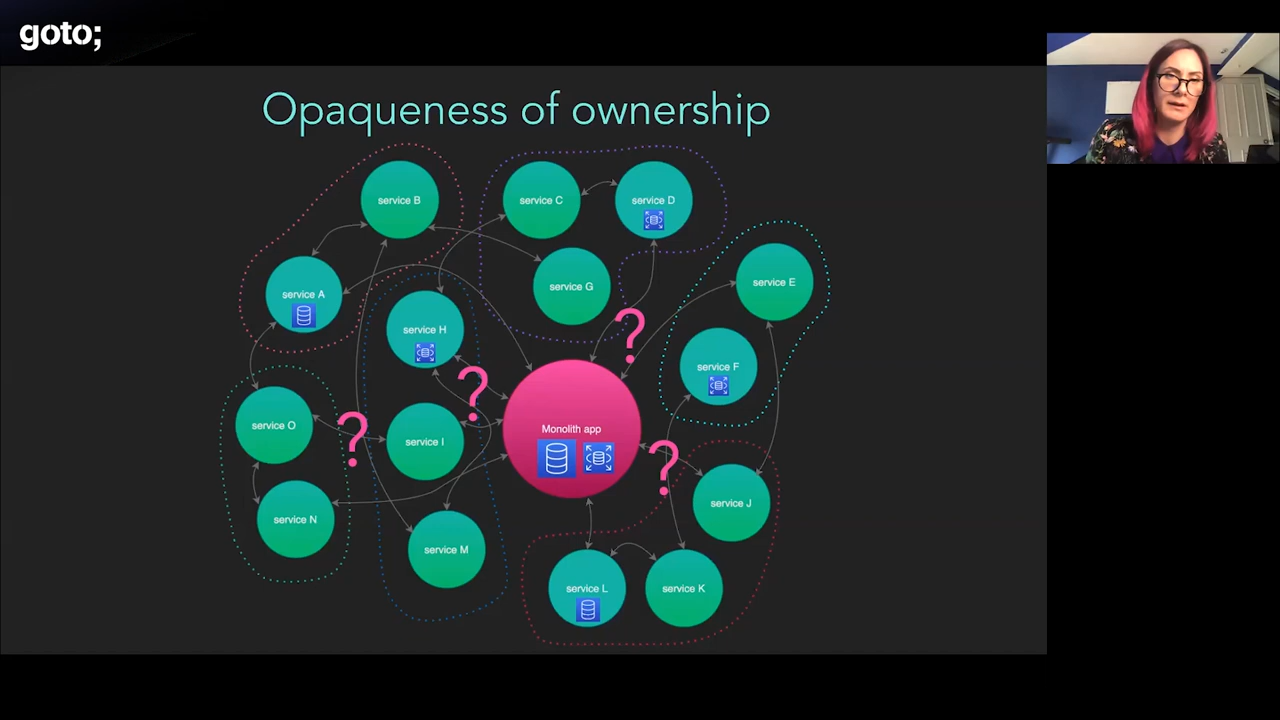 goto;
Opaqueness of ownership
service B
service C
service D
service A
service G
service E
service H
service F
?
?
?
?
service O
service I
Monolith app
service N
service J
service M
service L
service K